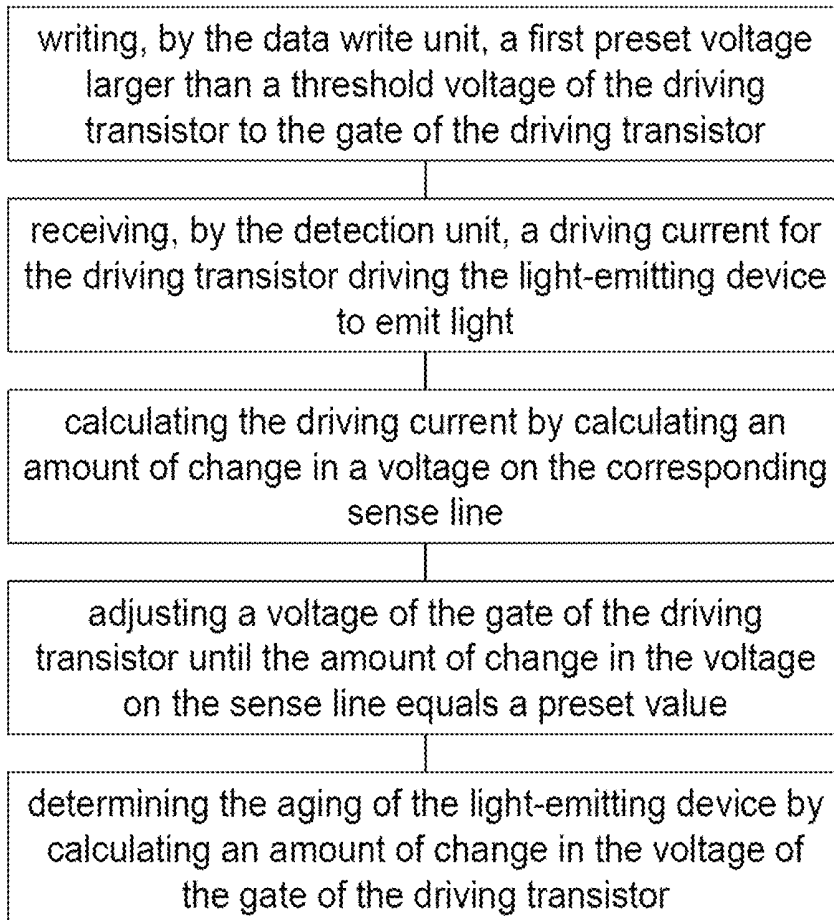 writing, by the data write unit, a first preset voltage
larger than a threshold voltage of the driving
transistor to the gate of the driving transistor
receiving, by the detection unit, a driving current for
the driving transistor driving the light-emitting device
to emit light
calculating the driving current by calculating an
amount of change in a voltage on the corresponding
sense line
adjusting a voltage of the gate of the driving
transistor until the amount of change in the voltage
on the sense line equals a preset value
determining the aging of the light-emitting device by
calculating an amount of change in the voltage of
the gate of the driving transistor